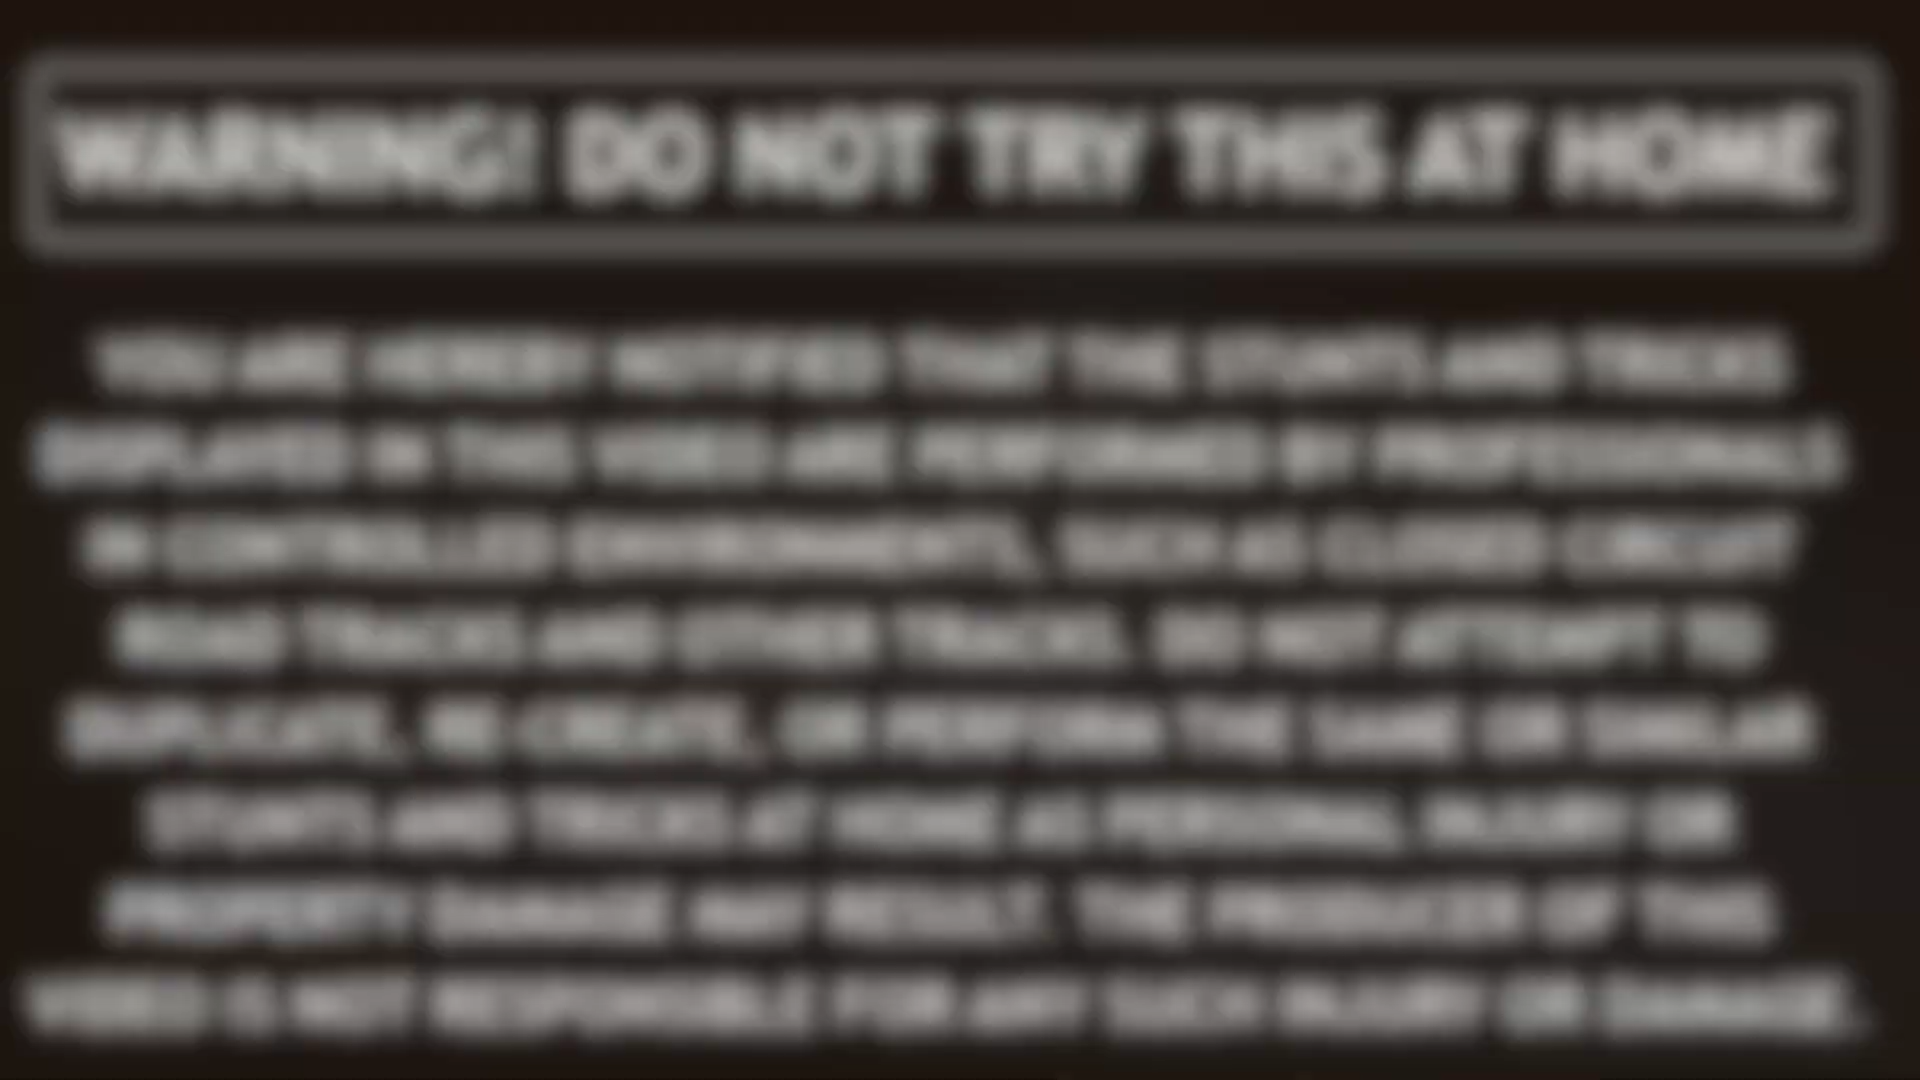 WARNING! DO NOT TRY THIS AT HOME
YOU ARE HEREBY NOTIFIED THAT THE STUNTS AND TRICKS
DISPLAYED IN THIS VIDEO ARE PERFORMED BY PROFESSIONALS
IN CONTROLLED ENVIRONMENTS, SUCH AS CLOSED CIRCUIT
ROAD TRACKS AND OTHER TRACKS. DO NOT ATTEMPT TO
DUPLICATE, RE-CREATE, OR PERFORM THE SAME OR SIMILAR
STUNTS AND TRICKS AT HOME AS PERSONAL INJURY OR
PROPERTY DAMAGE MAY RESULT. THE PRODUCER OF THIS
VIDEO IS NOT RESPONSIBLE FOR ANY SUCH INJURY OR DAMAGE.